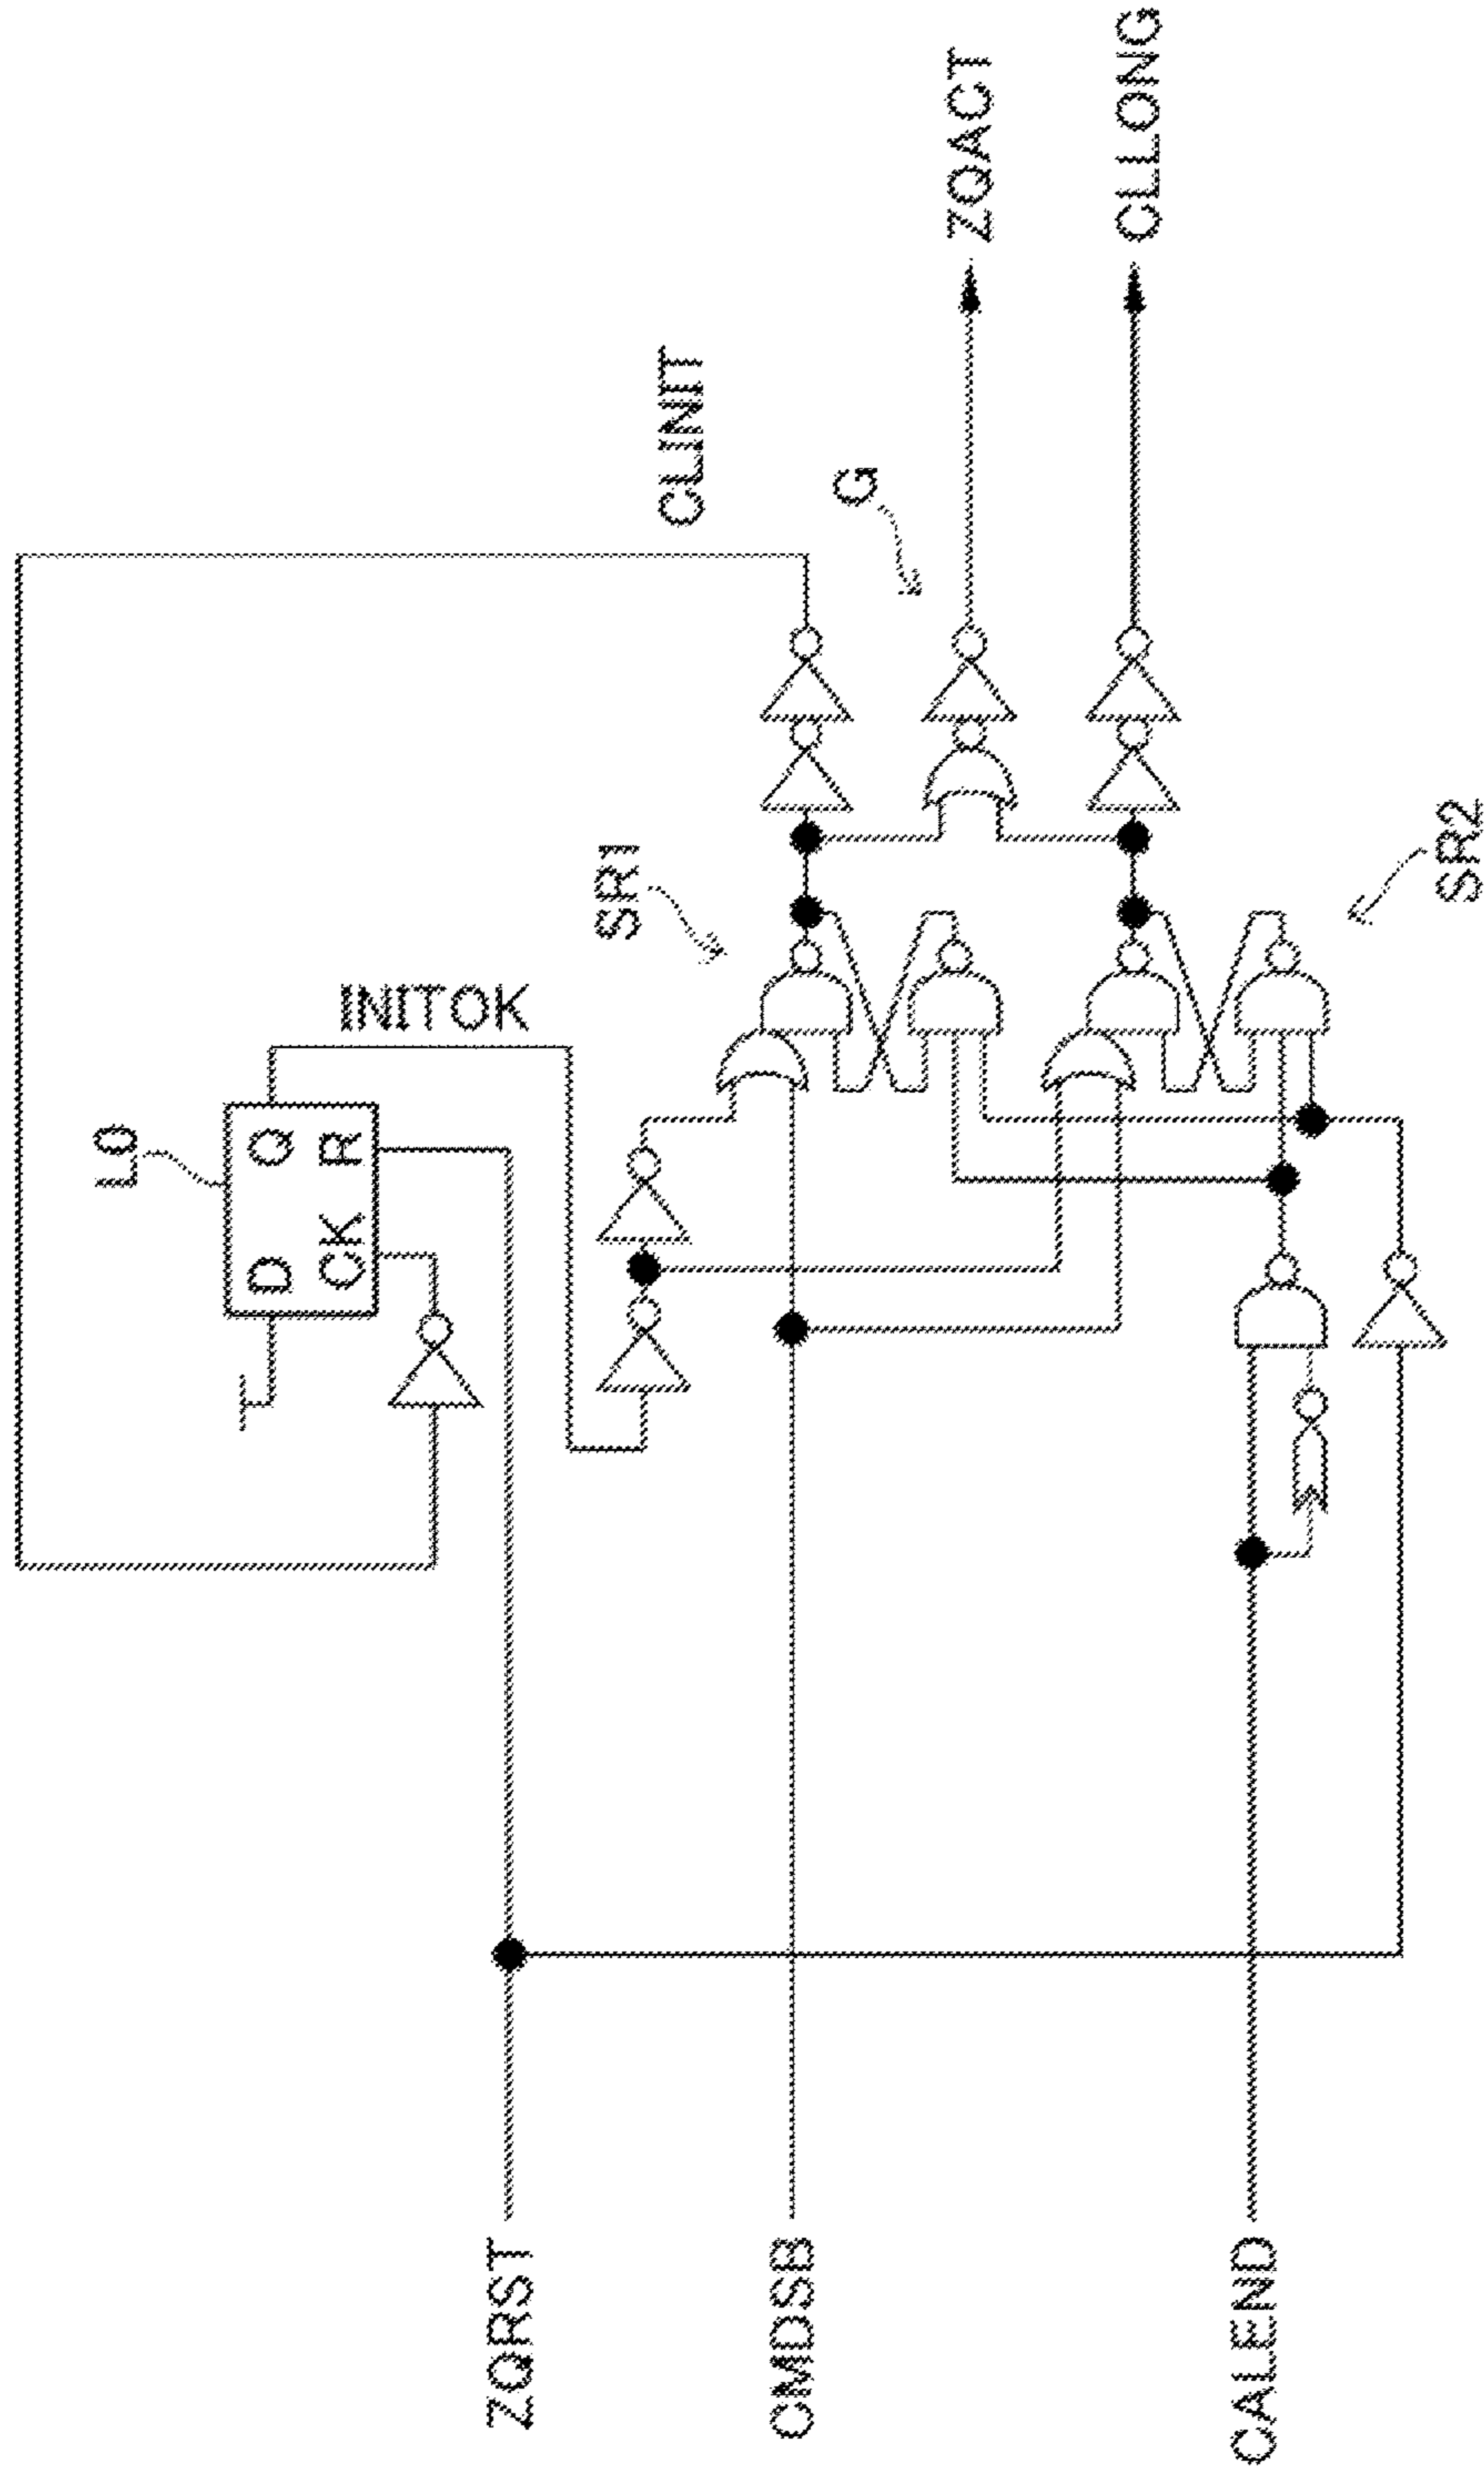 L0
D
Q
CK
R
INITOK
CLINIT
SR1
G
ZQACT
CLLONG
SR2
ZQRST
CMDSB
CALEND